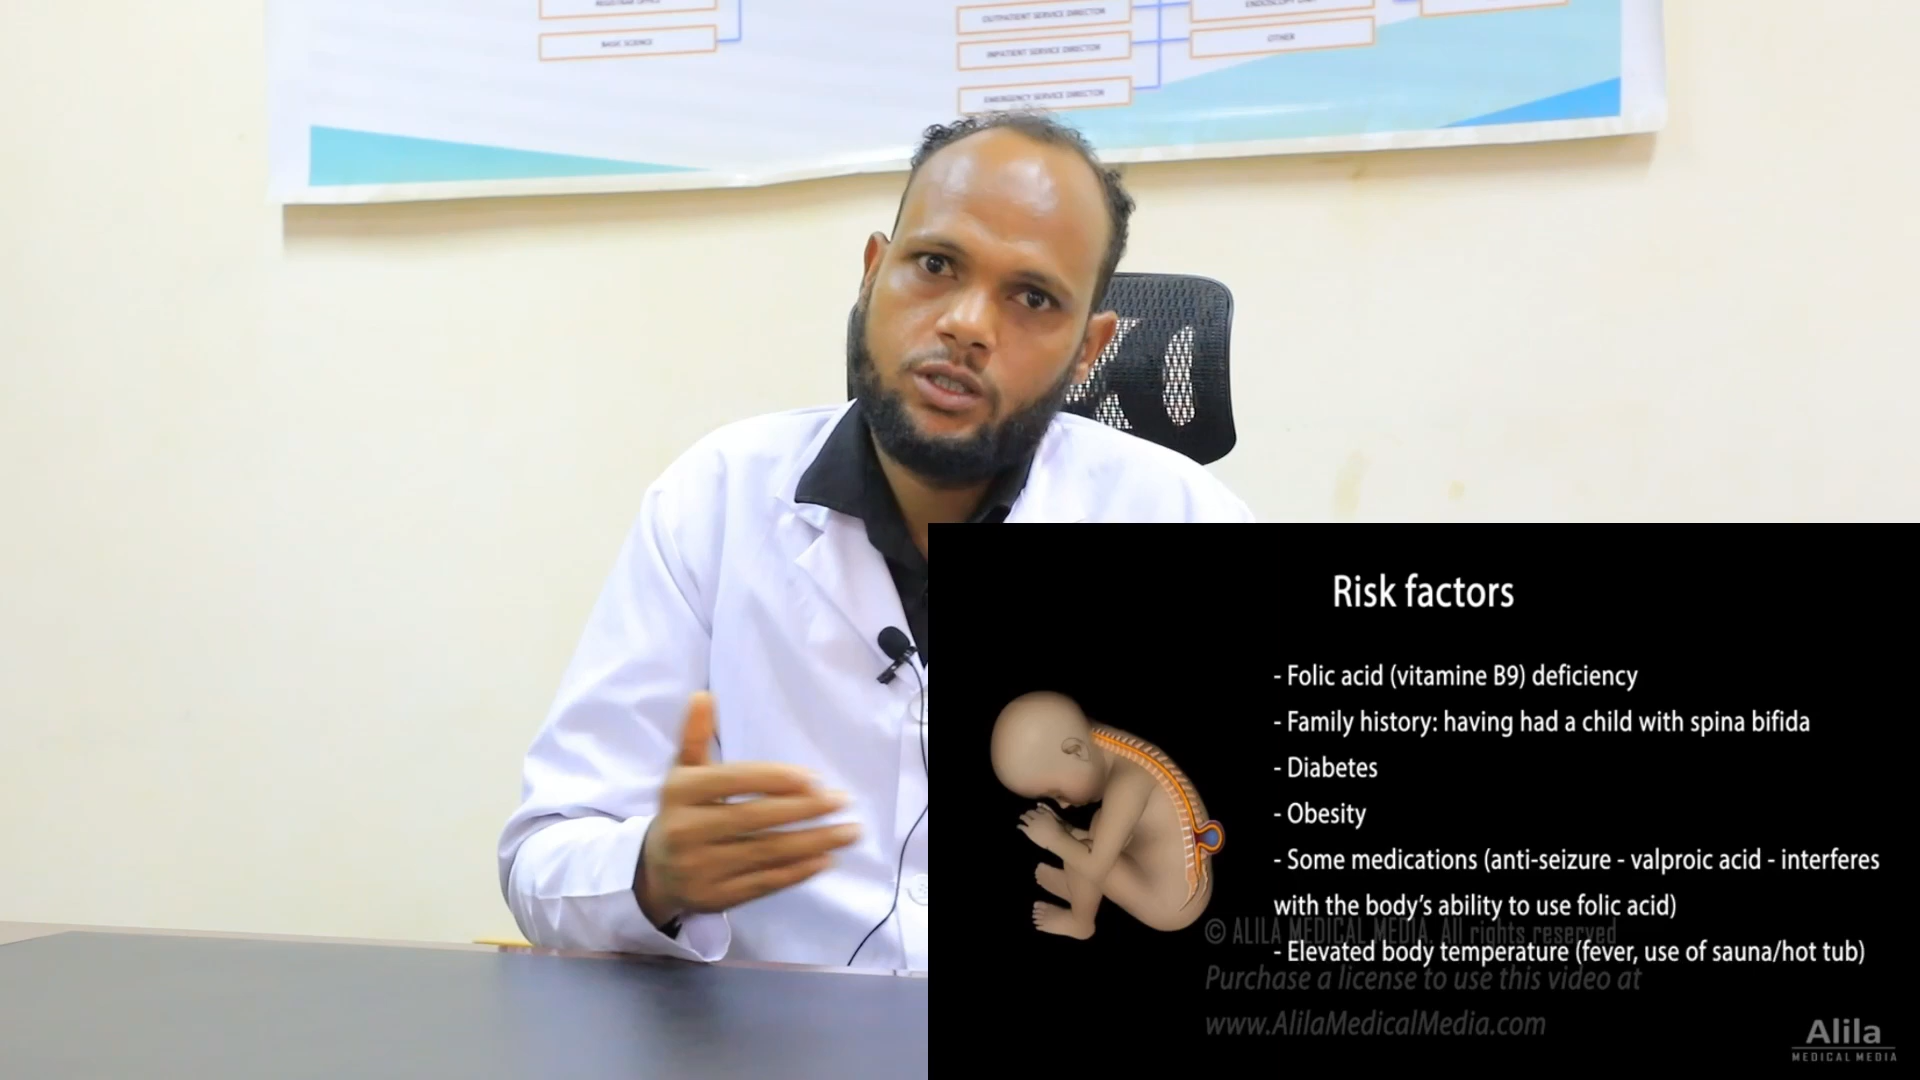 BASIC SCIENCE
OUTPATIENT SERVICE DIRECTOR
INPATIENT SERVICE DIRECTOR
OTHER
EMERGENCY SERVICE DIRECTOR
Risk factors
- Folic acid (vitamine B9) deficiency
- Family history: having had a child with spina bifida
- Diabetes
- Obesity
- Some medications (anti-seizure - valproic acid - interferes
with the body's ability to use folic acid)
© ALILA MEDICAL MEDIA. All rights reserved
- Elevated body temperature (fever, use of sauna/hot tub)
Purchase a license to use this video at
www.AlilaMedicalMedia.com
Alila
MEDICAL MEDIA